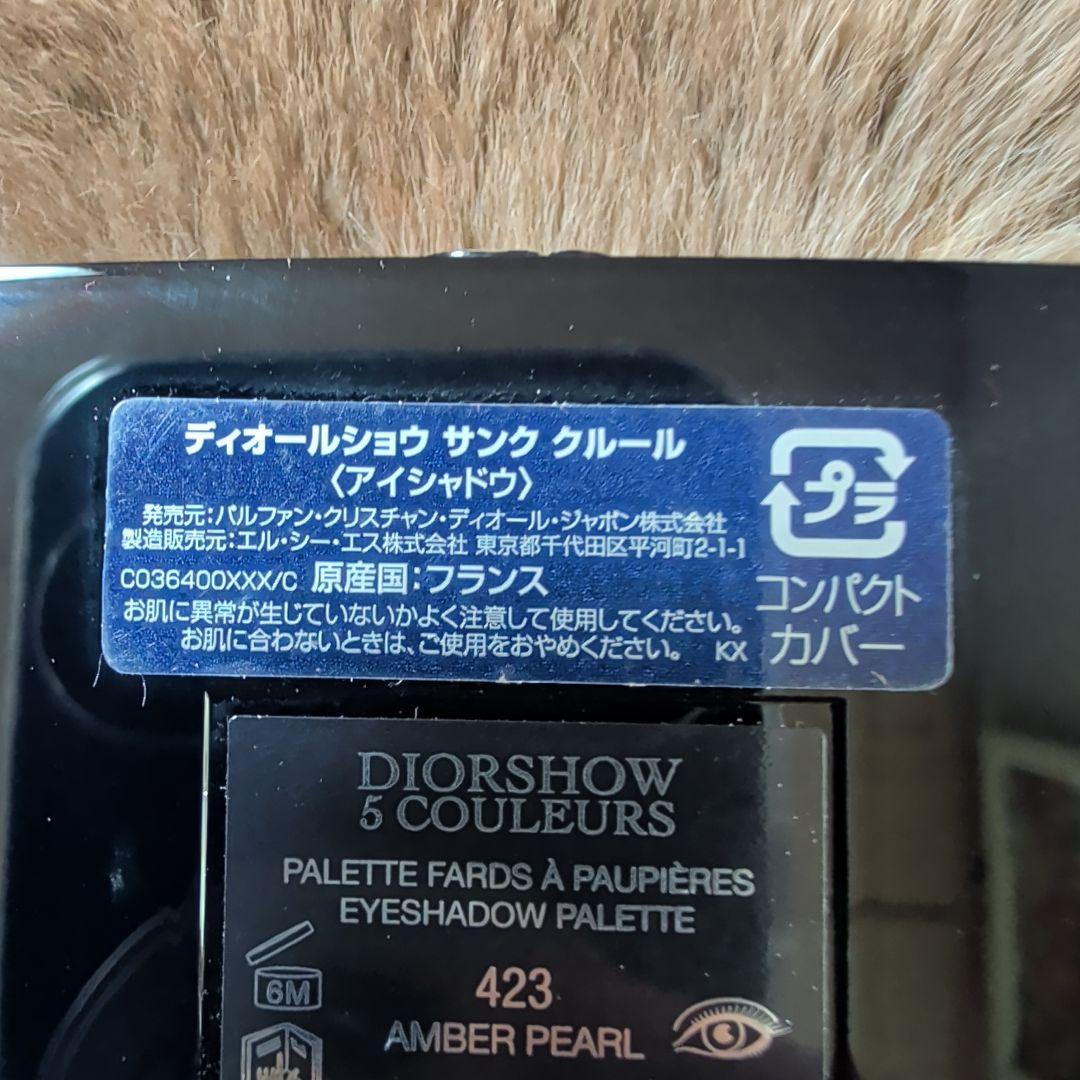 ディオールショウ サンク クルール
〈アイシャドウ〉
発売元:パルファン・クリスチャン・ディオール・ジャポン株式会社
製造販売元:エル・シー・エス株式会社 東京都千代田区平河町2-1-1
C036400XXX/C 原産国:フランス
お肌に異常が生じていないかよく注意して使用してください。
お肌に合わないときは、ご使用をおやめください。 KX
プラ
コンパクト
カバー
DIORSHOW
5 COULEURS
PALETTE FARDS À PAUPIÈRES
EYESHADOW PALETTE
6M
423
AMBER PEARL